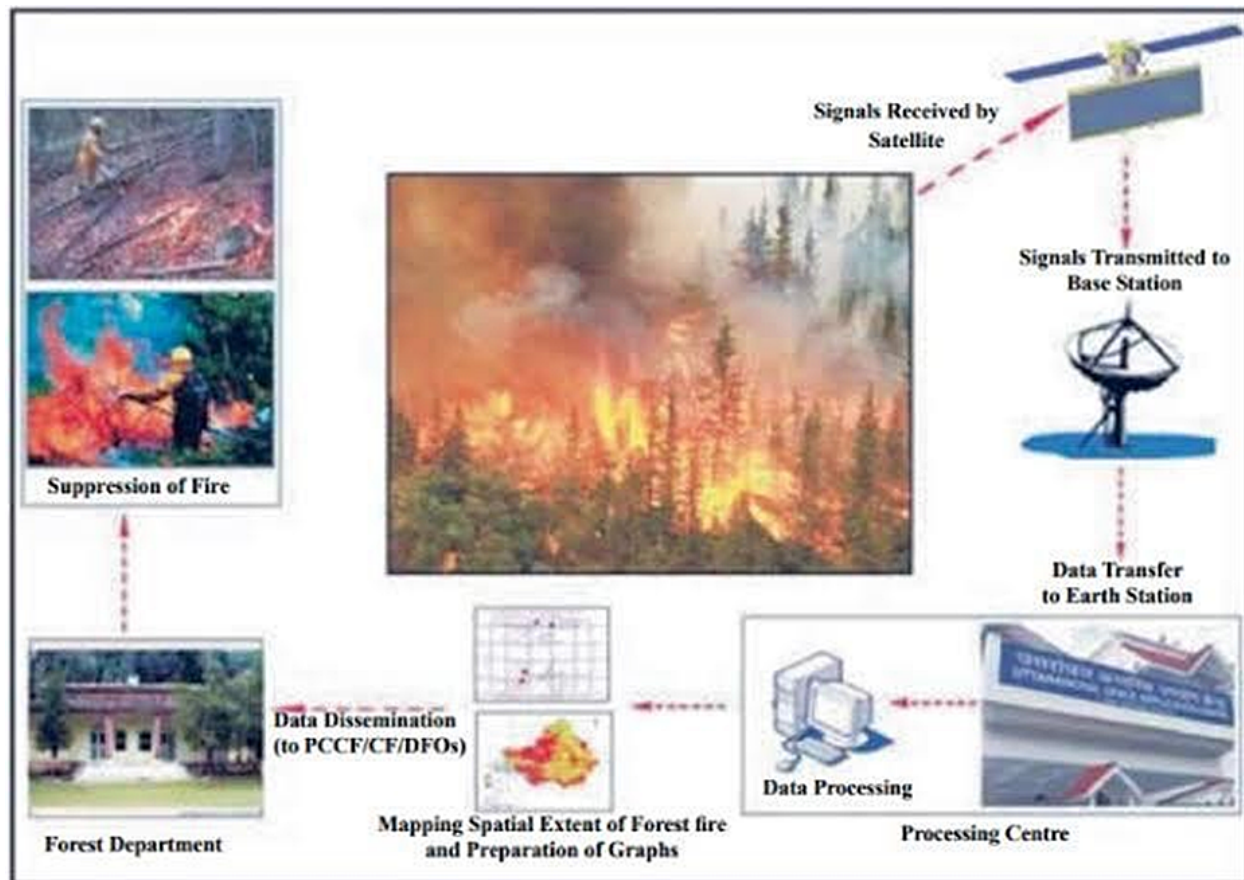 Signals Received by
Satellite
Signals Transmitted to
Base Station
Data Transfer
to Earth Station
Suppression of Fire
Data Dissemination
(to PCCF/CF/DFOs)
Data Processing
Processing Centre
Mapping Spatial Extent of Forest fire
and Preparation of Graphs
Forest Department